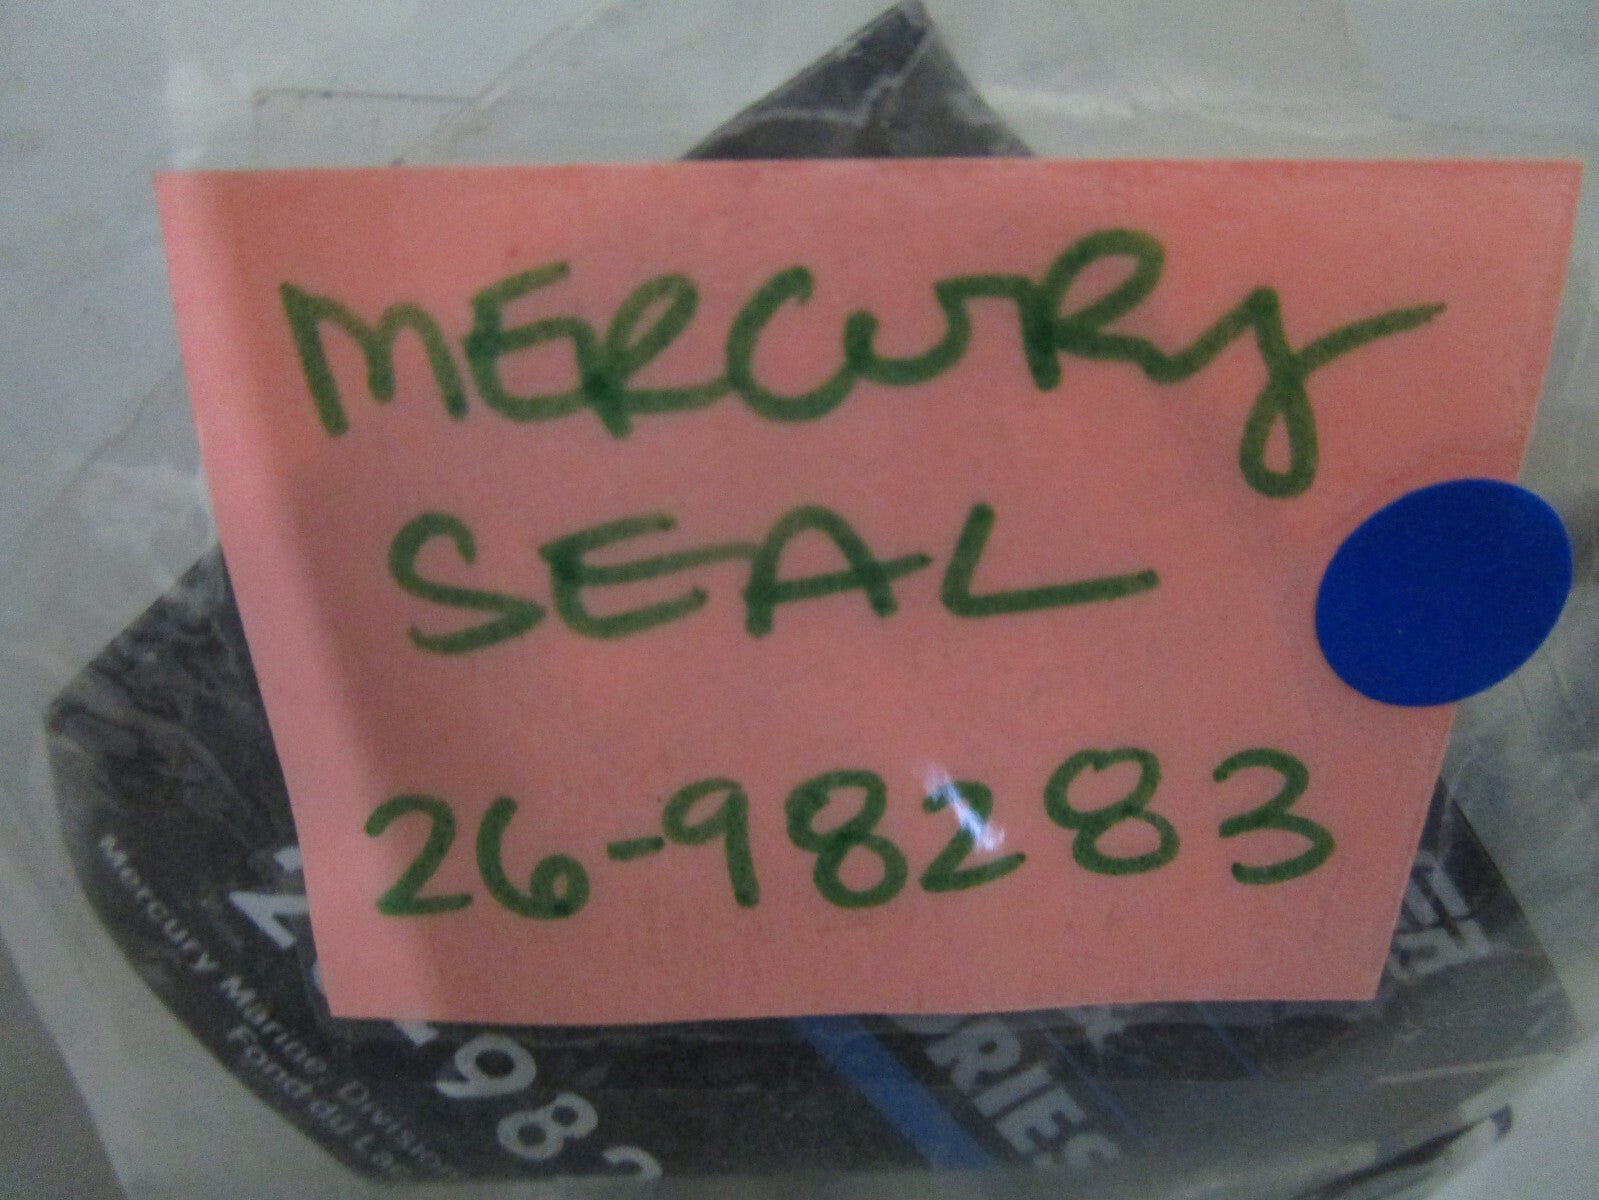 MERCURY
SEAL
26-98283
Mercury Marine, Division
Fond du Lac